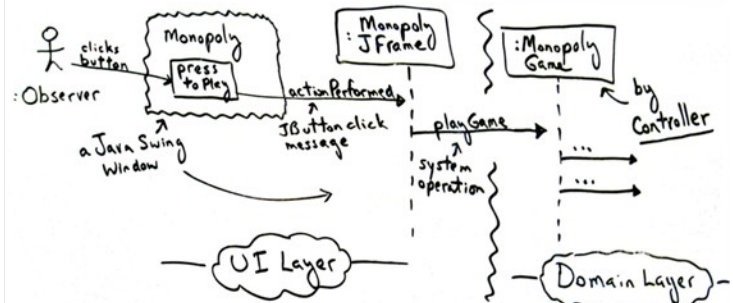 clicks
button
:Observer
Monopoly
press
to Play
a Java Swing
Window
actionPerformed
JButton click
message
: Monopoly
JFrame
playGame
system
operation
:Monopoly
Game
by
Controller
...
...
UI Layer
Domain Layer